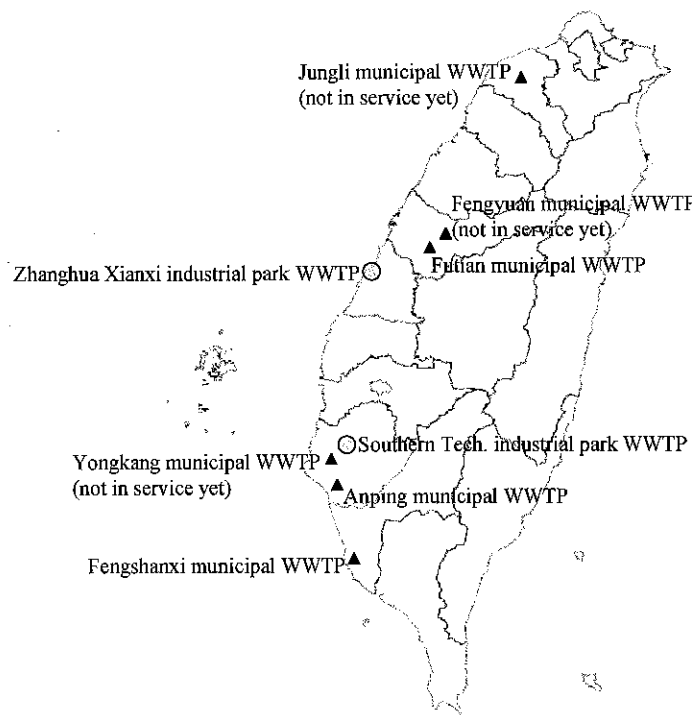 Jungli municipal WWTP
(not in service yet)
Fengyuan municipal WWTP
(not in service yet)
Futian municipal WWTP
Zhanghua Xianxi industrial park WWTP
Southern Tech. industrial park WWTP
Yongkang municipal WWTP
(not in service yet)
Anping municipal WWTP
Fengshanxi municipal WWTP